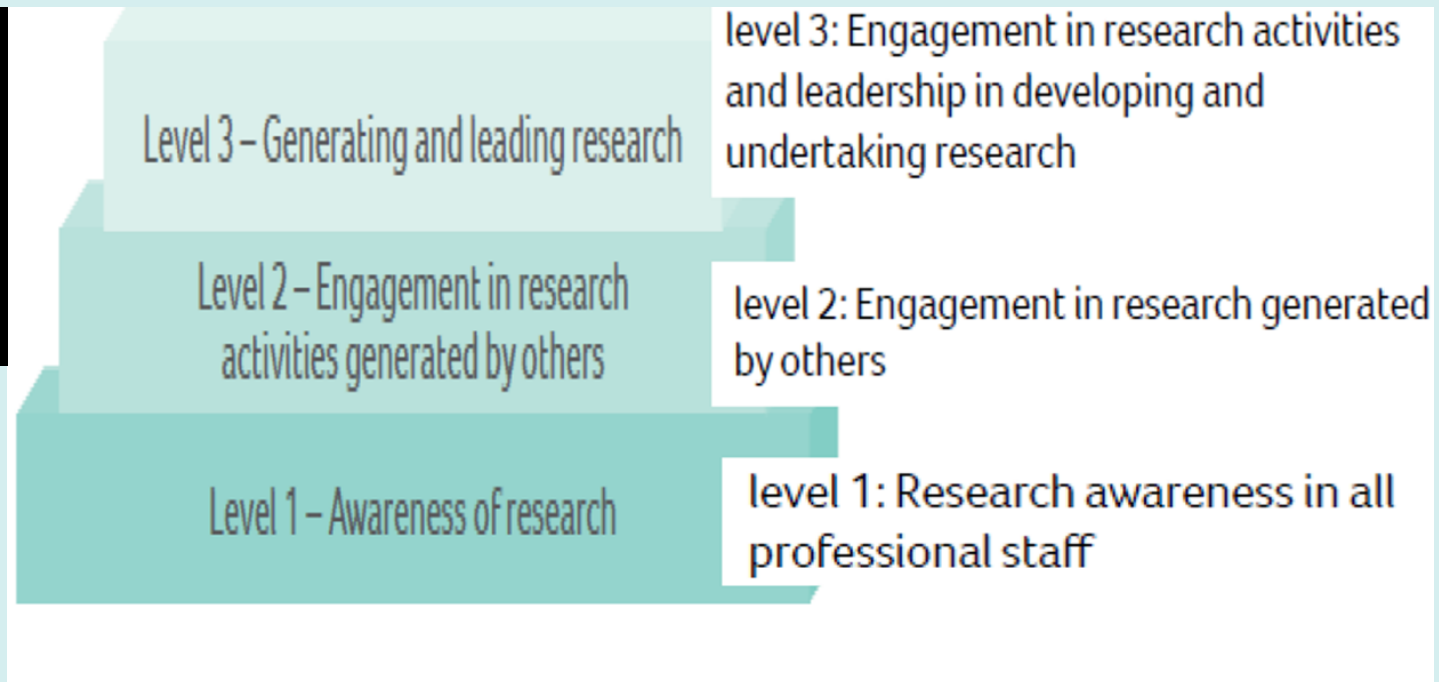 level 3: Engagement in research activities
and leadership in developing and
undertaking research
Level 3 – Generating and leading research
Level 2 – Engagement in research
activities generated by others
level 2: Engagement in research generated
by others
Level 1 – Awareness of research
level 1: Research awareness in all
professional staff